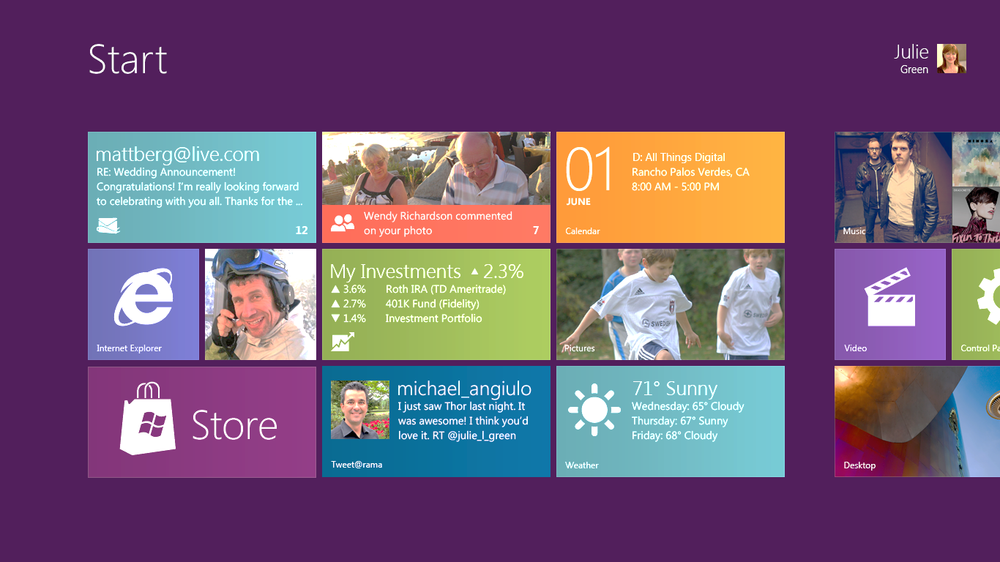 Start
Julie
Green
mattberg@live.com
RE: Wedding Announcement!
Congratulations! I'm really looking forward
to celebrating with you all. Thanks for the ...
12
Wendy Richardson commented
on your photo
7
01
JUNE
D: All Things Digital
Rancho Palos Verdes, CA
8:00 AM - 5:00 PM
Calendar
Music
Internet Explorer
My Investments ▲ 2.3%
▲ 3.6% Roth IRA (TD Ameritrade)
▲ 2.7% 401K Fund (Fidelity)
▼ 1.4% Investment Portfolio
SWEDEN
Pictures
Video
Control Pa
Store
michael_angiulo
I just saw Thor last night. It
was awesome! I think you'd
love it. RT @julie_l_green
Tweet@rama
71° Sunny
Wednesday: 65° Cloudy
Thursday: 67° Sunny
Friday: 68° Cloudy
Weather
Desktop